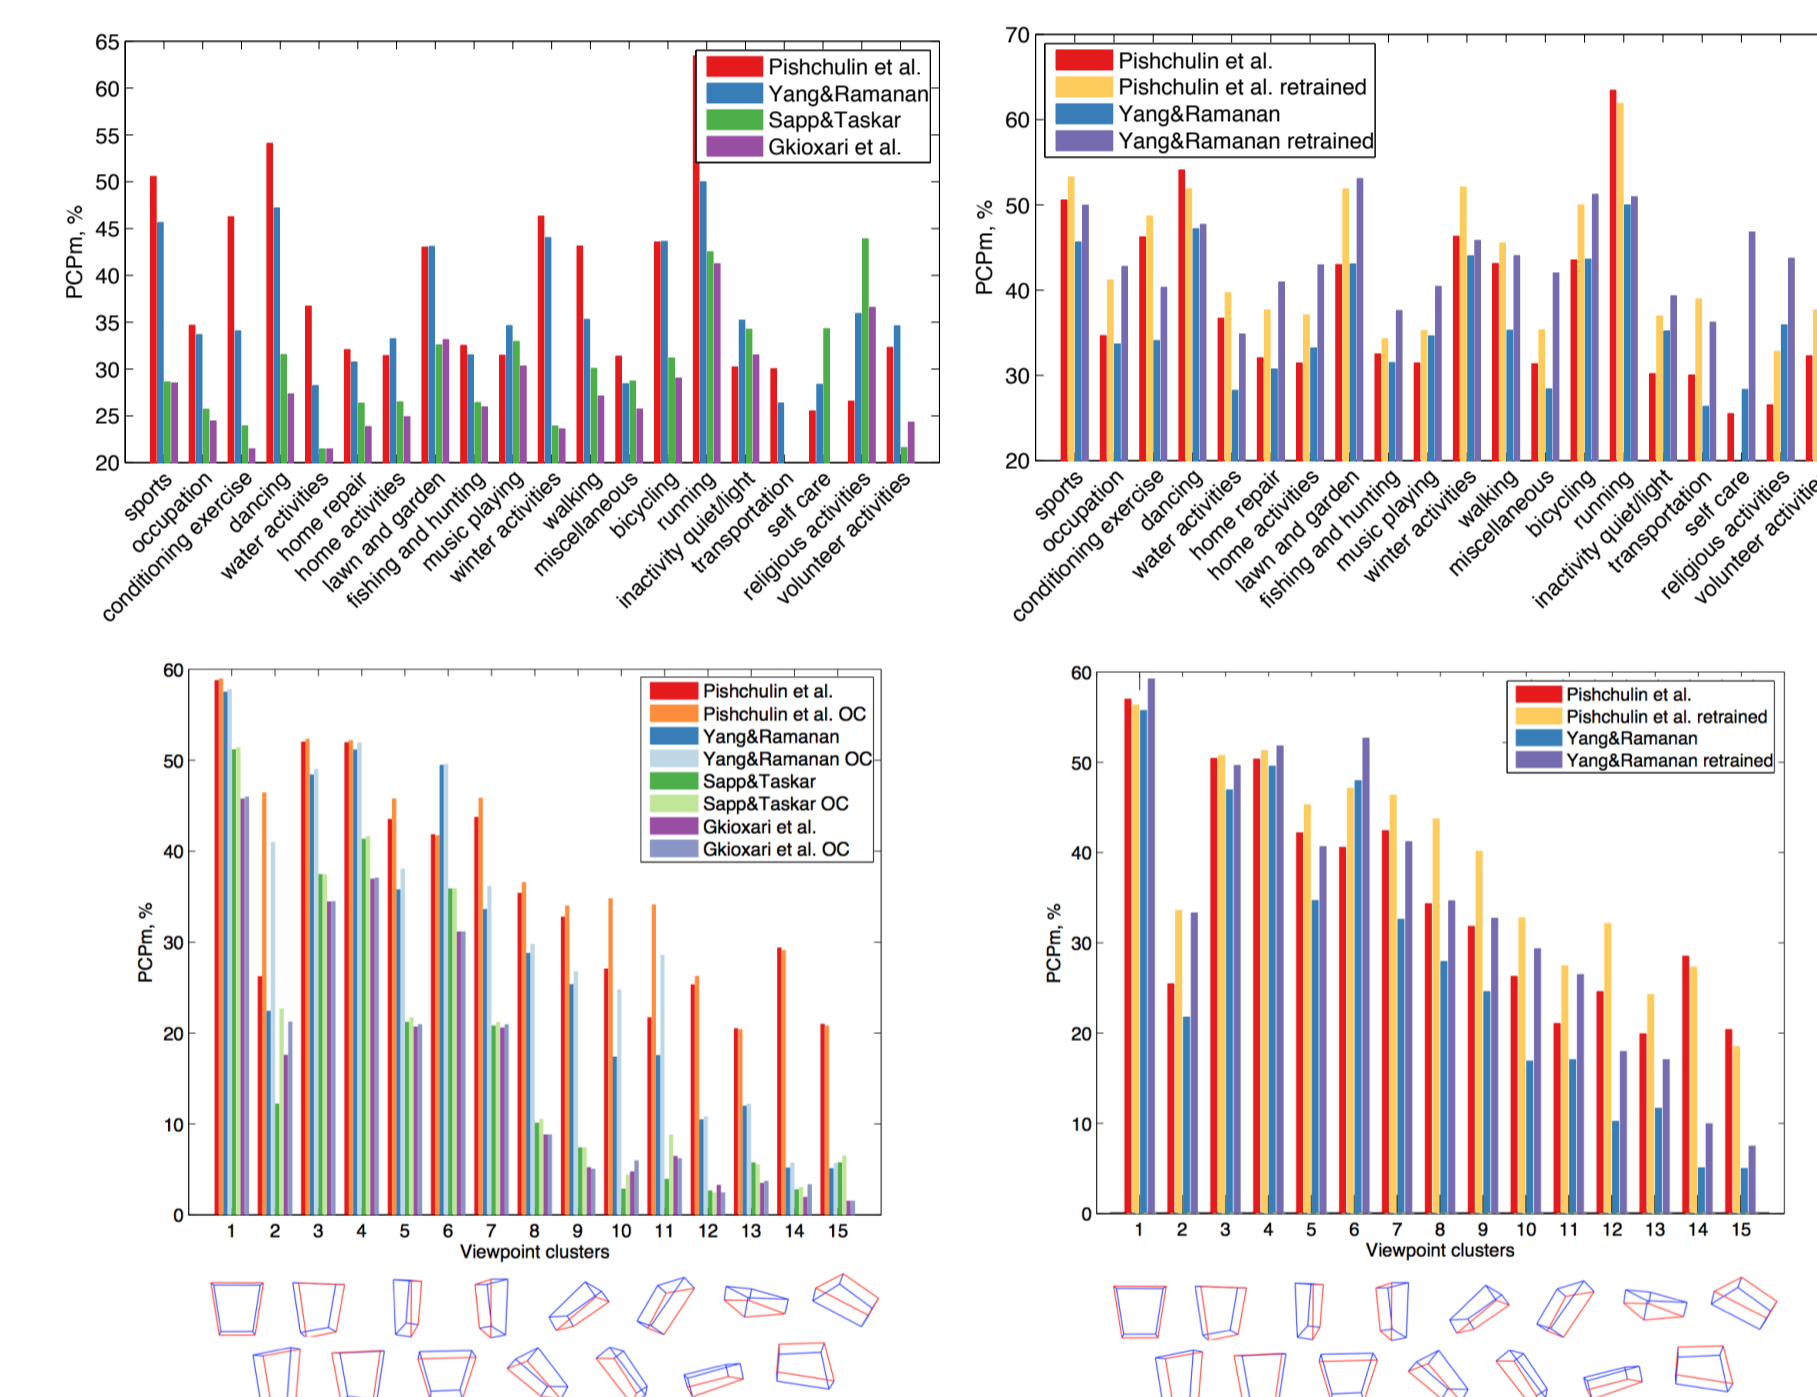 65
60
55
50
45
40
35
30
25
20
PCPm, %
Pishchulin et al.
Yang&Ramanan
Sapp&Taskar
Gkioxari et al.
sports
occupation
conditioning exercise
dancing
water activities
home repair
home activities
lawn and garden
fishing and hunting
music playing
winter activities
walking
miscellaneous
bicycling
running
inactivity quiet/light
transportation
self care
religious activities
volunteer activities
70
60
50
40
30
20
PCPm, %
Pishchulin et al.
Pishchulin et al. retrained
Yang&Ramanan
Yang&Ramanan retrained
sports
occupation
conditioning exercise
dancing
water activities
home repair
home activities
lawn and garden
fishing and hunting
music playing
winter activities
walking
miscellaneous
bicycling
running
inactivity quiet/light
transportation
self care
religious activities
volunteer activitie
60
50
40
30
20
10
0
PCPm, %
Pishchulin et al.
Pishchulin et al. OC
Yang&Ramanan
Yang&Ramanan OC
Sapp&Taskar
Sapp&Taskar OC
Gkioxari et al.
Gkioxari et al. OC
1 2 3 4 5 6 7 8 9 10 11 12 13 14 15
Viewpoint clusters
60
50
40
30
20
10
0
PCPm, %
Pishchulin et al.
Pishchulin et al. retrained
Yang&Ramanan
Yang&Ramanan retrained
1 2 3 4 5 6 7 8 9 10 11 12 13 14 15
Viewpoint clusters